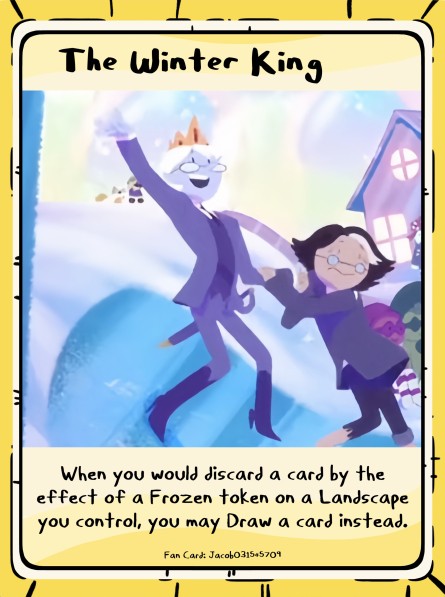 The Winter King
When you would discard a card by the
effect of a Frozen token on a Landscape
you control, you may Draw a card instead.
Fan Card: Jacob0315*5709